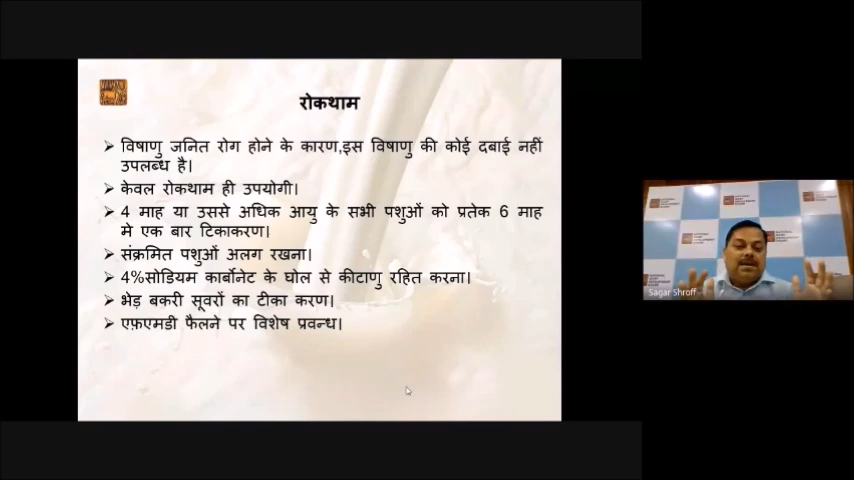 रोकथाम
➢ विषाणु जनित रोग होने के कारण,इस विषाणु की कोई दबाई नहीं
उपलब्ध है।
➢ केवल रोकथाम ही उपयोगी।
➢ 4 माह या उससे अधिक आयु के सभी पशुओं को प्रतेक 6 माह
मे एक बार टिकाकरण।
➢ संक्रमित पशुओं अलग रखना।
➢ 4%सोडियम कार्बोनेट के घोल से कीटाणु रहित करना।
➢ भेड़ बकरी सूवरों का टीका करण।
➢ एफ़एमडी फैलने पर विशेष प्रवन्ध।
Sagar Shroff